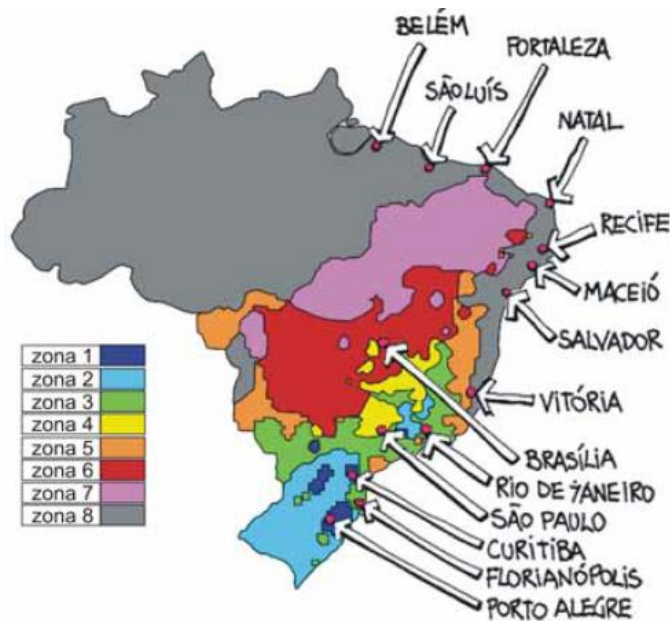 BELÉM
FORTALEZA
SÃO LUÍS
NATAL
RECIFE
MACEIÓ
SALVADOR
VITÓRIA
BRASÍLIA
RIO DE JANEIRO
SÃO PAULO
CURITIBA
FLORIANÓPOLIS
PORTO ALEGRE
zona 1
zona 2
zona 3
zona 4
zona 5
zona 6
zona 7
zona 8